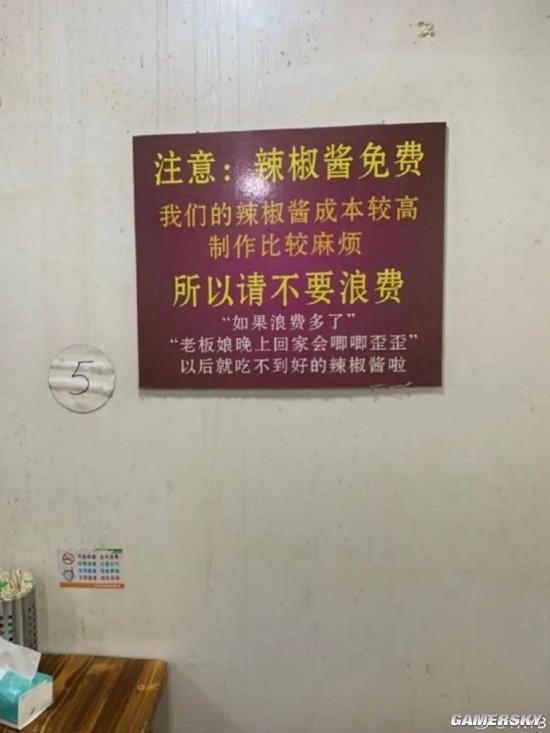 注意：辣椒酱免费
我们的辣椒酱成本较高
制作比较麻烦
所以请不要浪费
“如果浪费多了”
“老板娘晚上回家会唧唧歪歪”
以后就吃不到好的辣椒酱啦
5
GAMERSKY